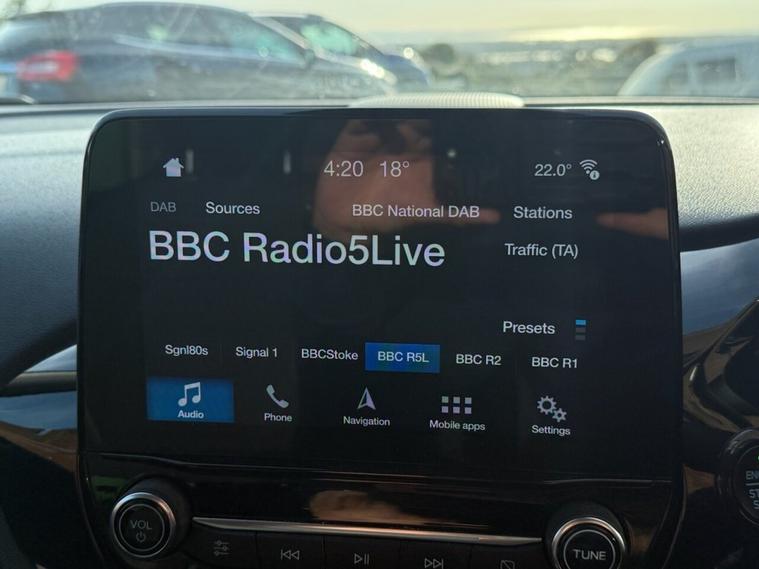 4:20 18° 22.0°
DAB Sources BBC National DAB Stations
BBC Radio5Live Traffic (TA)
Presets
Sgnl80s Signal 1 BBCStoke BBC R5L BBC R2 BBC R1
Audio Phone Navigation Mobile apps Settings
VOL TUNE